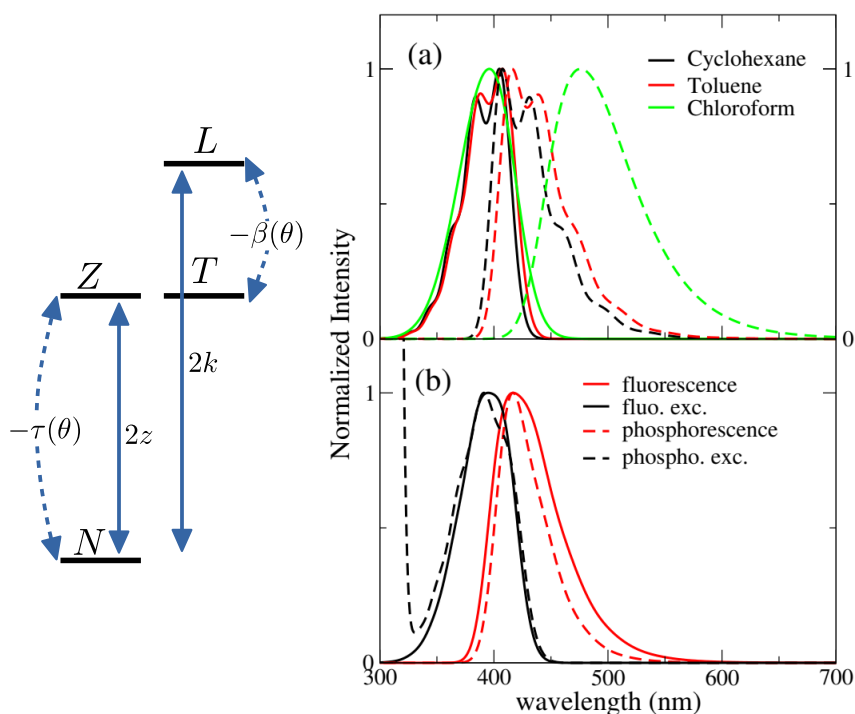 L
−β(θ)
Z
T
2k
−τ(θ)
2z
N
Normalized Intensity
(a)
Cyclohexane
Toluene
Chloroform
1
1
0
0
(b)
fluorescence
fluo. exc.
phosphorescence
phospho. exc.
1
0
300
400
500
600
700
wavelength (nm)